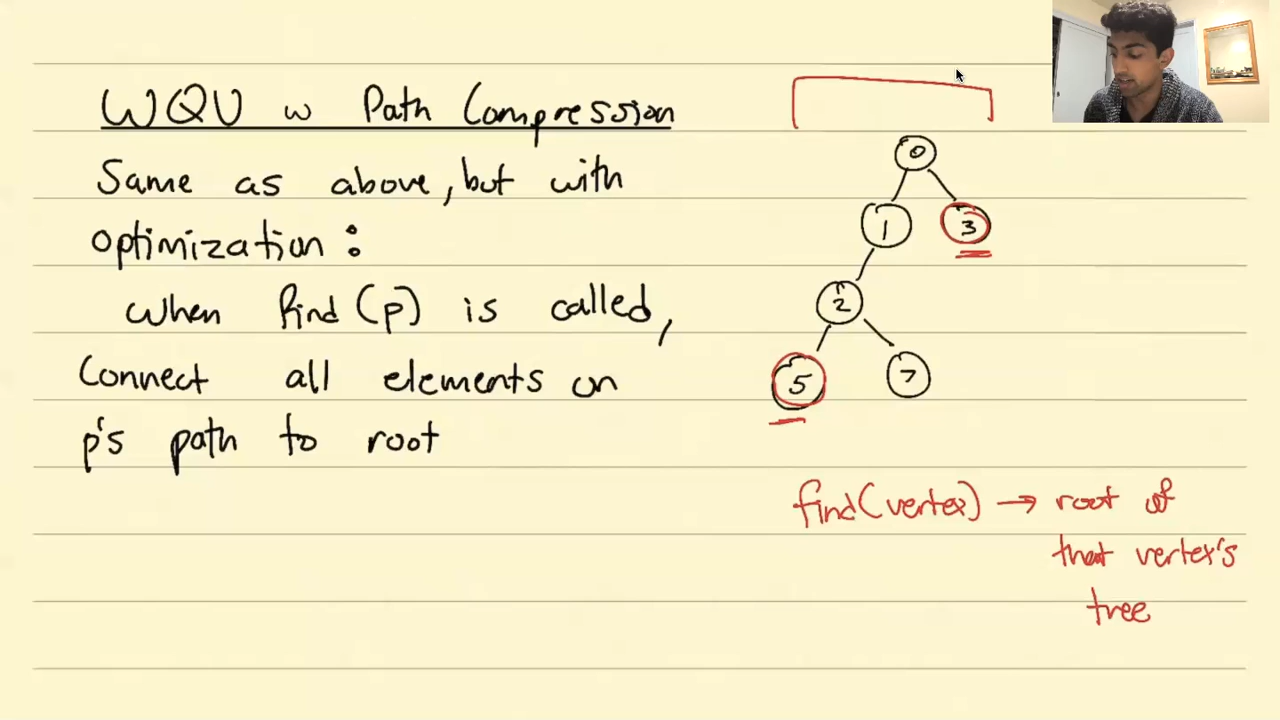 WQU w Path Compression
Same as above, but with
optimization:
when find(p) is called,
Connect all elements on
p's path to root
0
1
3
2
5
7
find(vertex) → root of
that vertex's
tree